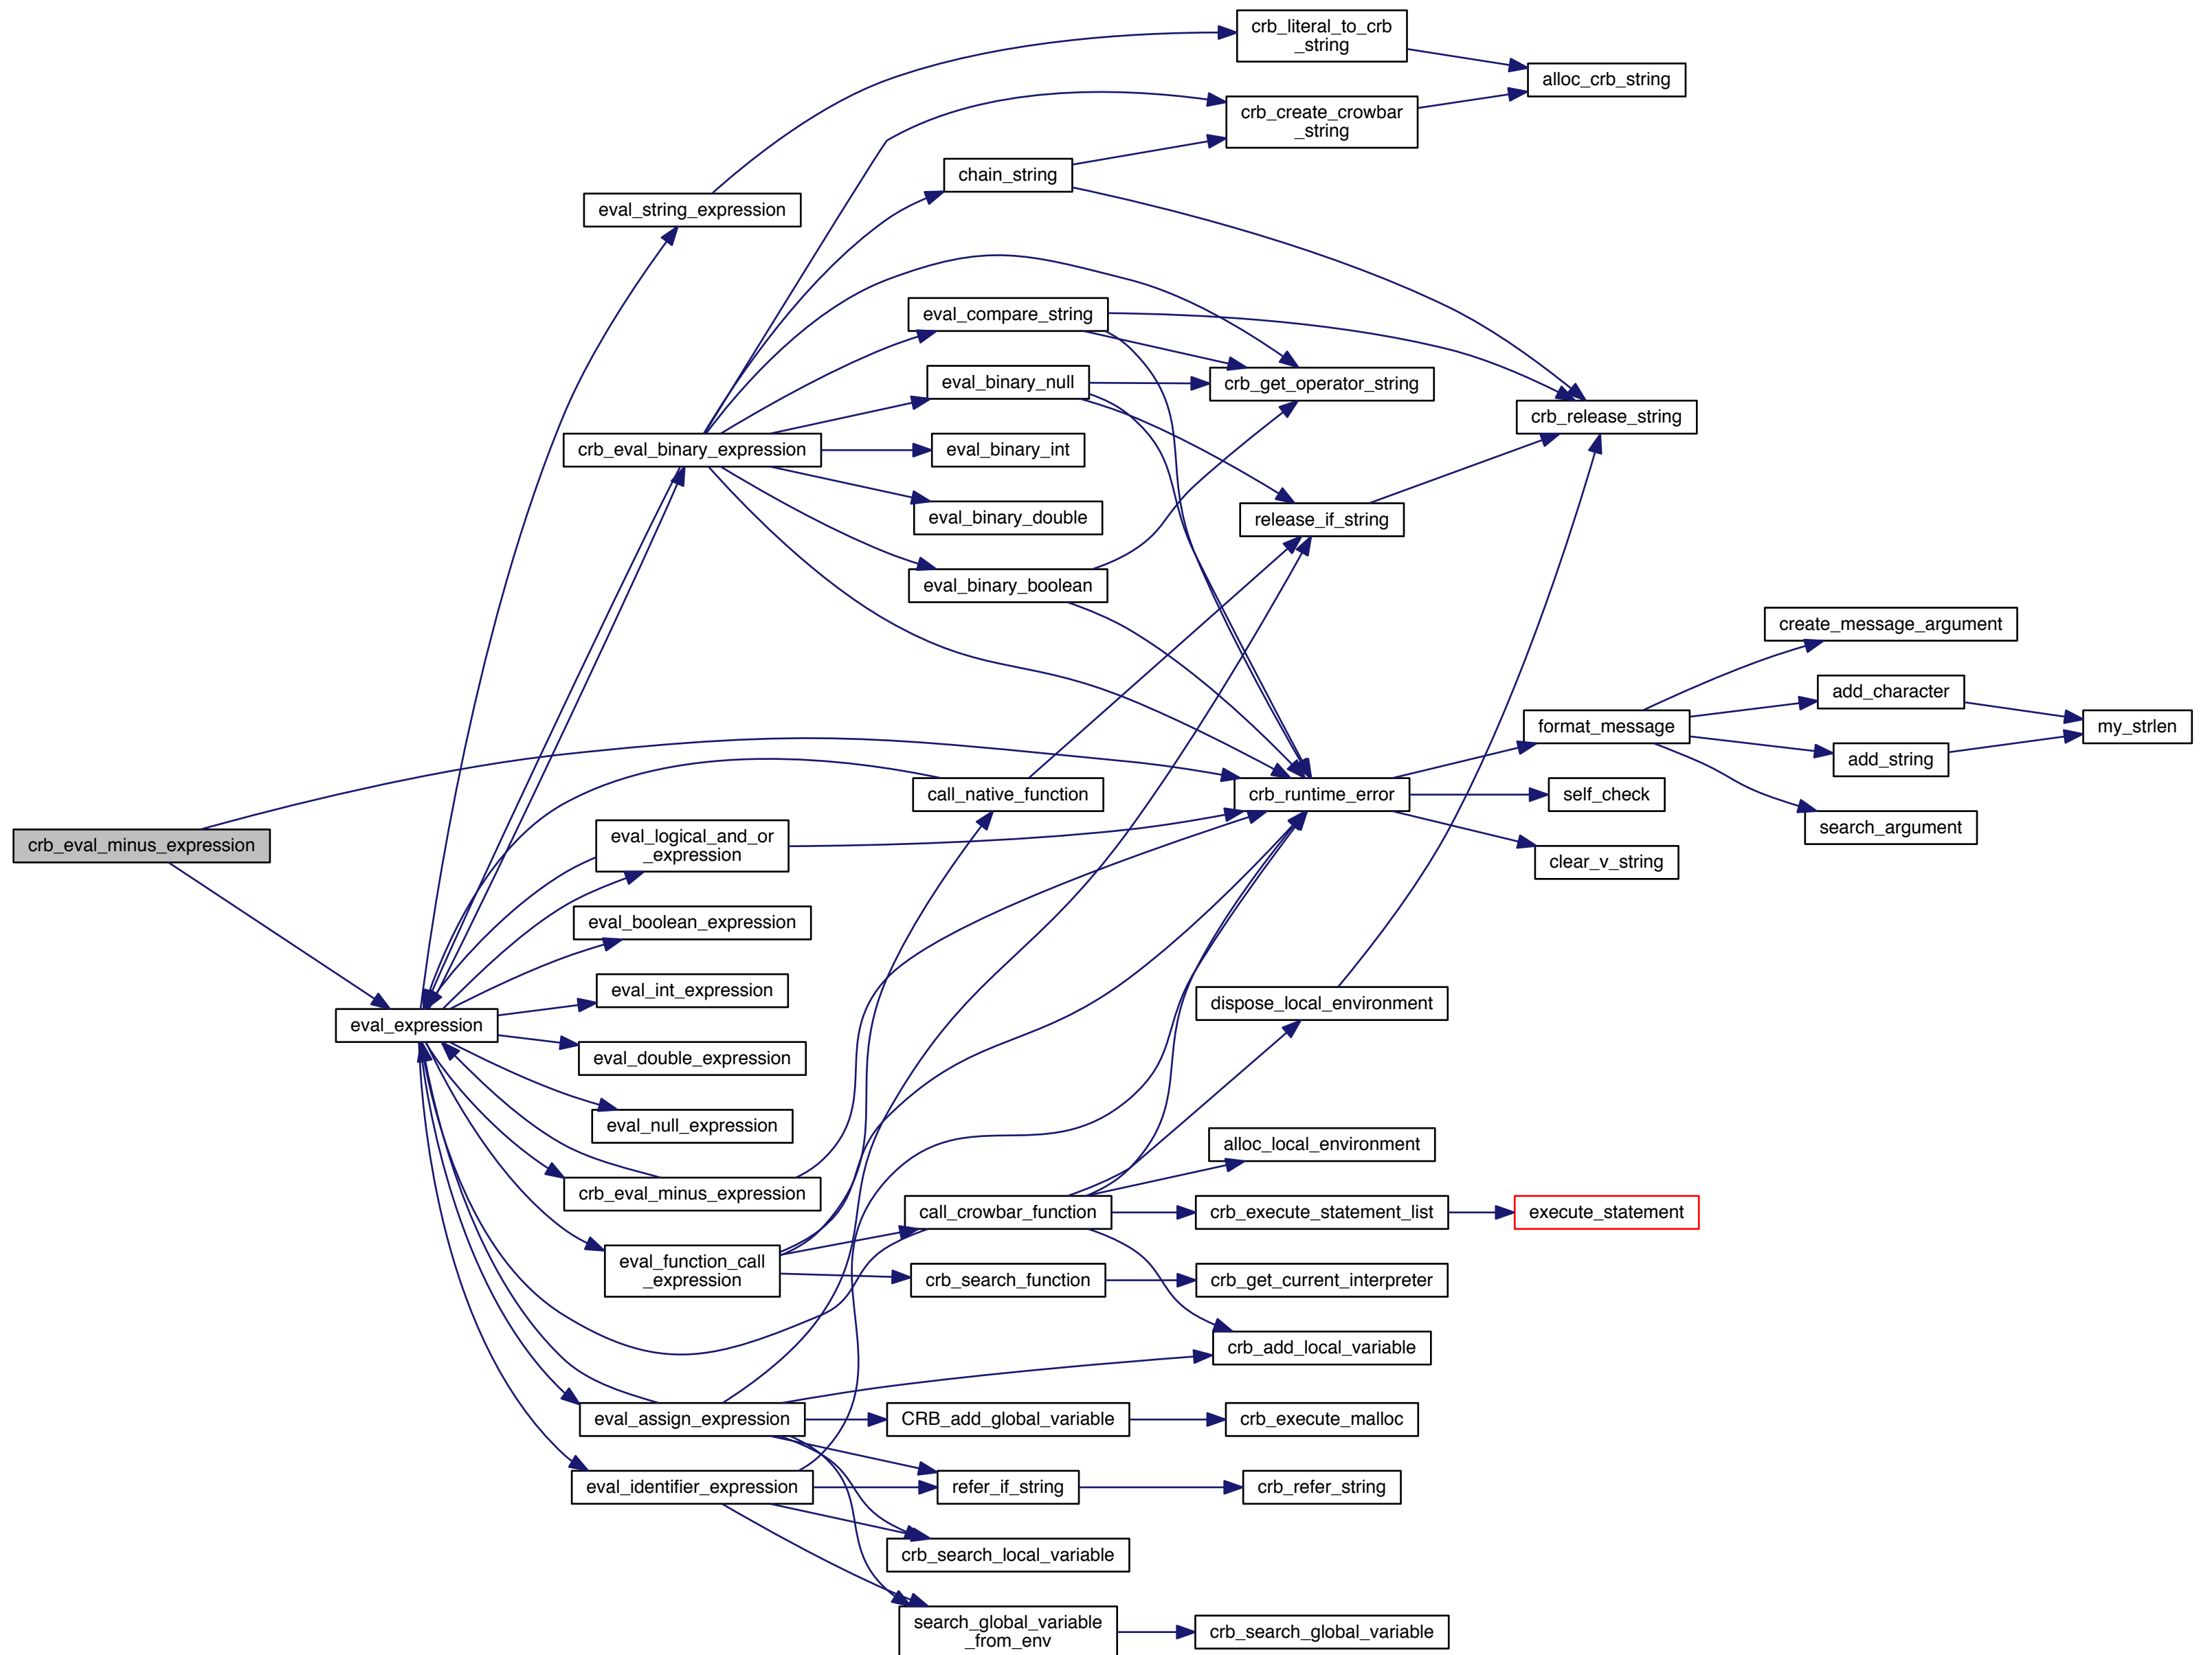 crb_literal_to_crb
_string
alloc_crb_string
crb_create_crowbar
_string
chain_string
eval_string_expression
eval_compare_string
eval_binary_null
crb_get_operator_string
crb_release_string
crb_eval_binary_expression
eval_binary_int
eval_binary_double
release_if_string
eval_binary_boolean
create_message_argument
add_character
format_message
my_strlen
add_string
call_native_function
crb_runtime_error
self_check
search_argument
crb_eval_minus_expression
eval_logical_and_or
_expression
clear_v_string
eval_boolean_expression
eval_int_expression
dispose_local_environment
eval_expression
eval_double_expression
eval_null_expression
alloc_local_environment
crb_eval_minus_expression
call_crowbar_function
crb_execute_statement_list
execute_statement
eval_function_call
_expression
crb_search_function
crb_get_current_interpreter
crb_add_local_variable
eval_assign_expression
CRB_add_global_variable
crb_execute_malloc
eval_identifier_expression
refer_if_string
crb_refer_string
crb_search_local_variable
search_global_variable
_from_env
crb_search_global_variable